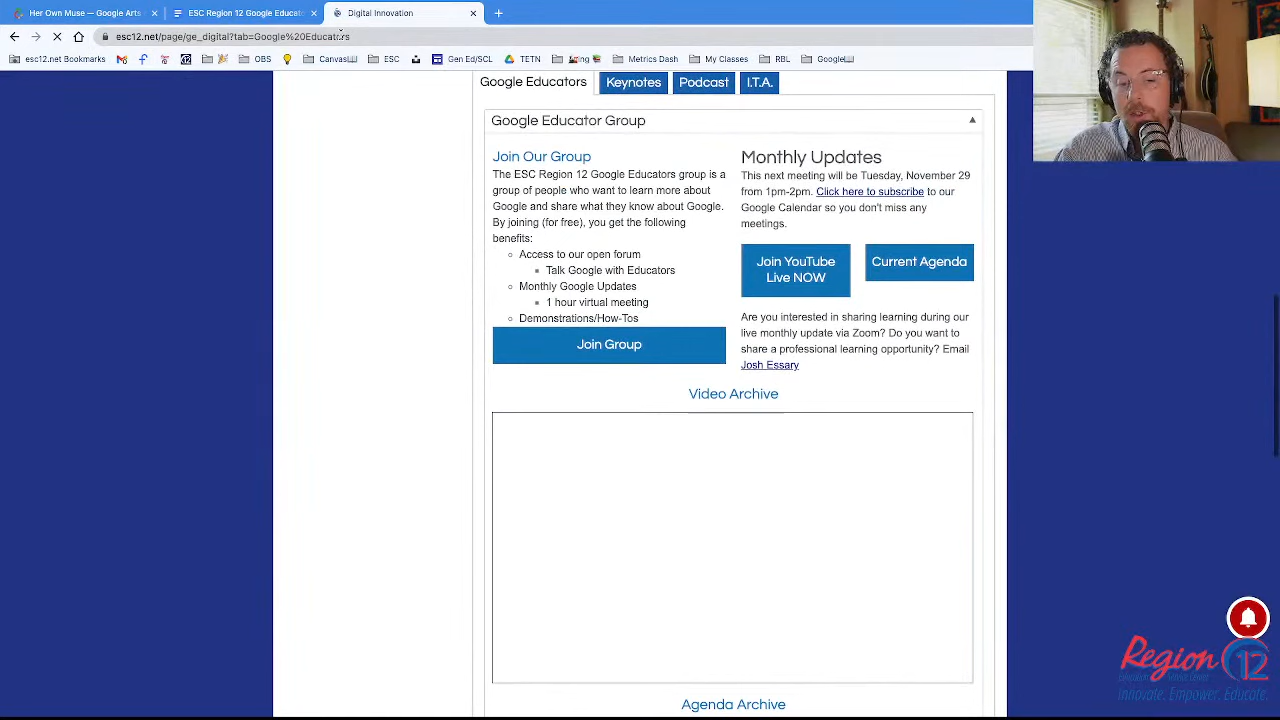 Her Own Muse — Google Arts
ESC Region 12 Google Educato
Digital Innovation
esc12.net/page/ge_digital?tab=Google%20Educators
esc12.net Bookmarks
OBS
Canvas
ESC
Gen Ed/SCL
TETN
king
Metrics Dash
My Classes
RBL
Google
Google Educators
Keynotes
Podcast
I.T.A.
Google Educator Group
Join Our Group
The ESC Region 12 Google Educators group is a
group of people who want to learn more about
Google and share what they know about Google.
By joining (for free), you get the following
benefits:
Access to our open forum
Talk Google with Educators
Monthly Google Updates
1 hour virtual meeting
Demonstrations/How-Tos
Join Group
Monthly Updates
This next meeting will be Tuesday, November 29
from 1pm-2pm. Click here to subscribe to our
Google Calendar so you don't miss any
meetings.
Join YouTube
Live NOW
Current Agenda
Are you interested in sharing learning during our
live monthly update via Zoom? Do you want to
share a professional learning opportunity? Email
Josh Essary
Video Archive
Agenda Archive
Region 12
Education Service Center
Innovate. Empower. Educate.